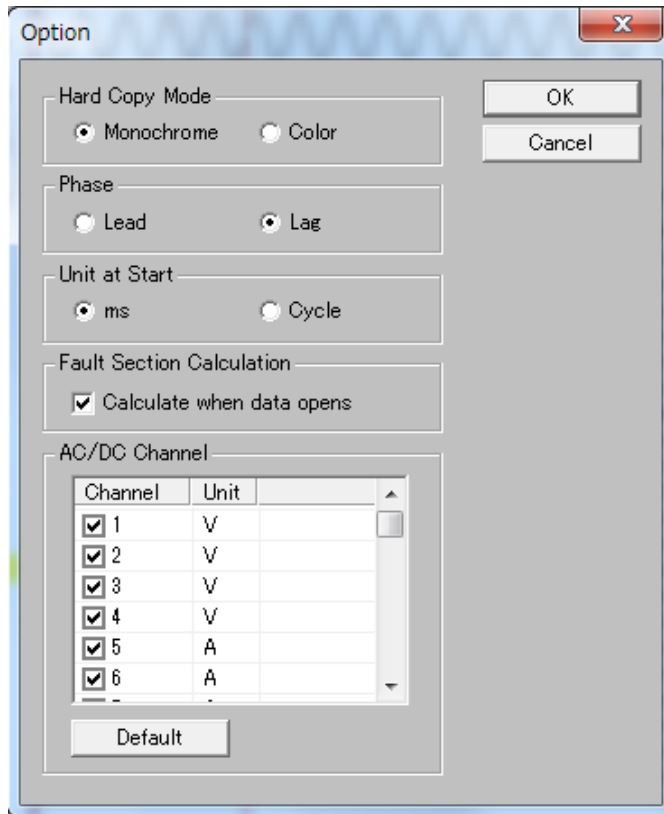 Option
Hard Copy Mode
Monochrome Color
OK
Cancel
Phase
Lead Lag
Unit at Start
ms Cycle
Fault Section Calculation
Calculate when data opens
AC/DC Channel
Channel Unit
1 V
2 V
3 V
4 V
5 A
6 A
Default